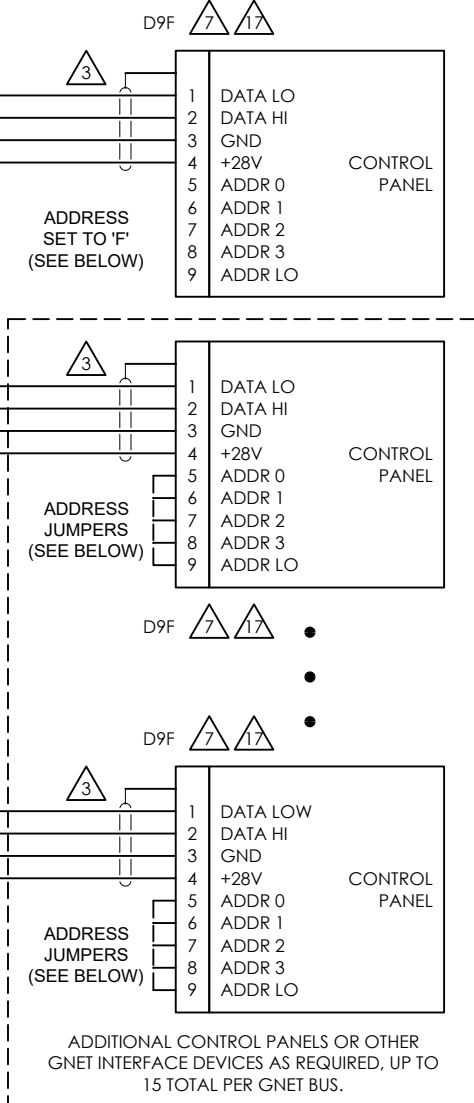 D9F 7 17
3
1 DATA LO
2 DATA HI
3 GND
4 +28V CONTROL
5 ADDR 0 PANEL
6 ADDR 1
7 ADDR 2
8 ADDR 3
9 ADDR LO
ADDRESS
SET TO 'F'
(SEE BELOW)
3
1 DATA LO
2 DATA HI
3 GND
4 +28V CONTROL
5 ADDR 0 PANEL
6 ADDR 1
7 ADDR 2
8 ADDR 3
9 ADDR LO
ADDRESS
JUMPERS
(SEE BELOW)
D9F 7 17
D9F 7 17
3
1 DATA LOW
2 DATA HI
3 GND
4 +28V CONTROL
5 ADDR 0 PANEL
6 ADDR 1
7 ADDR 2
8 ADDR 3
9 ADDR LO
ADDRESS
JUMPERS
(SEE BELOW)
ADDITIONAL CONTROL PANELS OR OTHER
GNET INTERFACE DEVICES AS REQUIRED, UP TO
15 TOTAL PER GNET BUS.